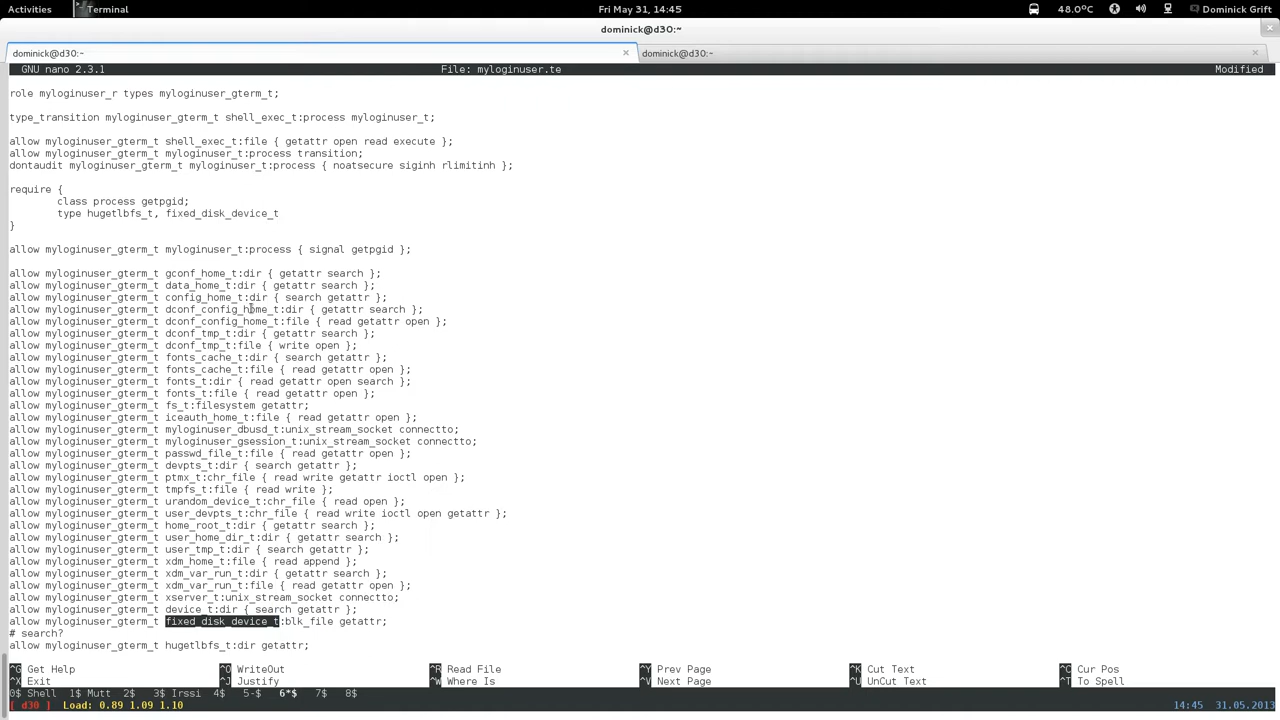 Activities Terminal Fri May 31, 14:45 48.0°C Dominick Grift
dominick@d30:~
dominick@d30:~ × dominick@d30:~ ×
GNU nano 2.3.1 File: myloginuser.te Modified
role myloginuser_r types myloginuser_gterm_t;
type_transition myloginuser_gterm_t shell_exec_t:process myloginuser_t;
allow myloginuser_gterm_t shell_exec_t:file { getattr open read execute };
allow myloginuser_gterm_t myloginuser_t:process transition;
dontaudit myloginuser_gterm_t myloginuser_t:process { noatsecure siginh rlimitinh };
require {
class process getpgid;
type hugetlbfs_t, fixed_disk_device_t
}
allow myloginuser_gterm_t myloginuser_t:process { signal getpgid };
allow myloginuser_gterm_t gconf_home_t:dir { getattr search };
allow myloginuser_gterm_t data_home_t:dir { getattr search };
allow myloginuser_gterm_t config_home_t:dir { search getattr };
allow myloginuser_gterm_t dconf_config_home_t:dir { getattr search };
allow myloginuser_gterm_t dconf_config_home_t:file { read getattr open };
allow myloginuser_gterm_t dconf_tmp_t:dir { getattr search };
allow myloginuser_gterm_t dconf_tmp_t:file { write open };
allow myloginuser_gterm_t fonts_cache_t:dir { search getattr };
allow myloginuser_gterm_t fonts_cache_t:file { read getattr open };
allow myloginuser_gterm_t fonts_t:dir { read getattr open search };
allow myloginuser_gterm_t fonts_t:file { read getattr open };
allow myloginuser_gterm_t fs_t:filesystem getattr;
allow myloginuser_gterm_t iceauth_home_t:file { read getattr open };
allow myloginuser_gterm_t myloginuser_dbusd_t:unix_stream_socket connectto;
allow myloginuser_gterm_t myloginuser_gsession_t:unix_stream_socket connectto;
allow myloginuser_gterm_t passwd_file_t:file { read getattr open };
allow myloginuser_gterm_t devpts_t:dir { search getattr };
allow myloginuser_gterm_t ptmx_t:chr_file { read write getattr ioctl open };
allow myloginuser_gterm_t tmpfs_t:file { read write };
allow myloginuser_gterm_t urandom_device_t:chr_file { read open };
allow myloginuser_gterm_t user_devpts_t:chr_file { read write ioctl open getattr };
allow myloginuser_gterm_t home_root_t:dir { getattr search };
allow myloginuser_gterm_t user_home_dir_t:dir { getattr search };
allow myloginuser_gterm_t user_tmp_t:dir { search getattr };
allow myloginuser_gterm_t xdm_home_t:file { read append };
allow myloginuser_gterm_t xdm_var_run_t:dir { getattr search };
allow myloginuser_gterm_t xdm_var_run_t:file { read getattr open };
allow myloginuser_gterm_t xserver_t:unix_stream_socket connectto;
allow myloginuser_gterm_t device_t:dir { search getattr };
allow myloginuser_gterm_t fixed_disk_device_t:blk_file getattr;
# search?
allow myloginuser_gterm_t hugetlbfs_t:dir getattr;
^G Get Help ^O WriteOut ^R Read File ^Y Prev Page ^K Cut Text ^C Cur Pos
^X Exit ^J Justify ^W Where Is ^V Next Page ^U UnCut Text ^T To Spell
0$ Shell 1$ Mutt 2$ 3$ Irssi 4$ 5-$ 6*$ 7$ 8$
[ d30 ] Load: 0.89 1.09 1.10 14:45 31.05.2013